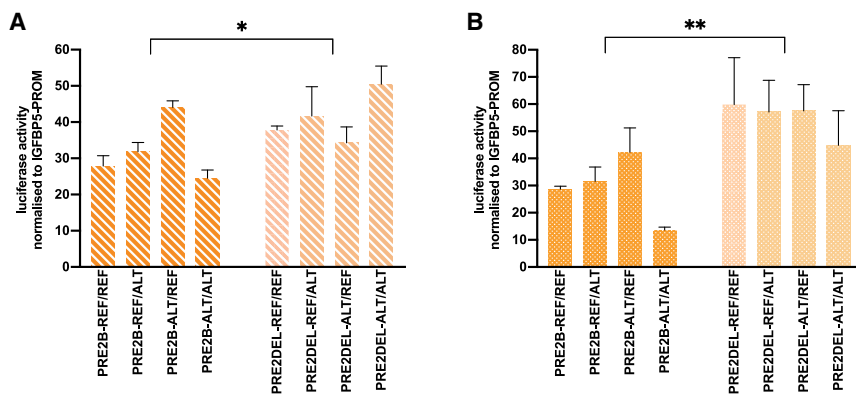 A
*
luciferase activity
normalised to IGFBP5-PROM
60
50
40
30
20
10
0
PRE2B-REF/REF
PRE2B-REF/ALT
PRE2B-ALT/REF
PRE2B-ALT/ALT
PRE2DEL-REF/REF
PRE2DEL-REF/ALT
PRE2DEL-ALT/REF
PRE2DEL-ALT/ALT
B
**
luciferase activity
normalised to IGFBP5-PROM
80
70
60
50
40
30
20
10
0
PRE2B-REF/REF
PRE2B-REF/ALT
PRE2B-ALT/REF
PRE2B-ALT/ALT
PRE2DEL-REF/REF
PRE2DEL-REF/ALT
PRE2DEL-ALT/REF
PRE2DEL-ALT/ALT